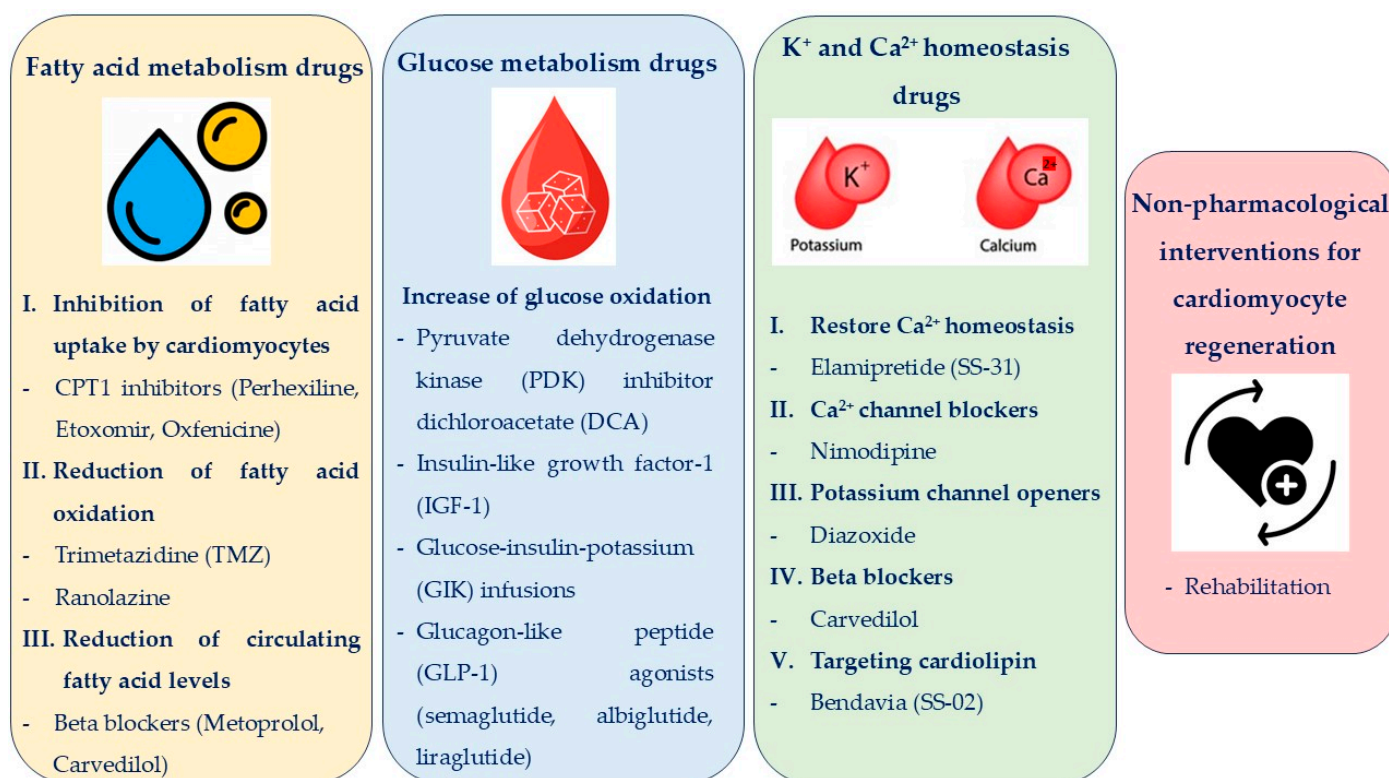 Fatty acid metabolism drugs
I. Inhibition of fatty acid
uptake by cardiomyocytes
- CPT1 inhibitors (Perhexiline,
Etoxomir, Oxfenicine)
II. Reduction of fatty acid
oxidation
- Trimetazidine (TMZ)
- Ranolazine
III. Reduction of circulating
fatty acid levels
- Beta blockers (Metoprolol,
Carvedilol)
Glucose metabolism drugs
Increase of glucose oxidation
- Pyruvate dehydrogenase
kinase (PDK) inhibitor
dichloroacetate (DCA)
- Insulin-like growth factor-1
(IGF-1)
- Glucose-insulin-potassium
(GIK) infusions
- Glucagon-like peptide
(GLP-1) agonists
(semaglutide, albiglutide,
liraglutide)
K⁺ and Ca²⁺ homeostasis
drugs
K⁺
Potassium
Ca²⁺
Calcium
I. Restore Ca²⁺ homeostasis
- Elamipretide (SS-31)
II. Ca²⁺ channel blockers
- Nimodipine
III. Potassium channel openers
- Diazoxide
IV. Beta blockers
- Carvedilol
V. Targeting cardiolipin
- Bendavia (SS-02)
Non-pharmacological
interventions for
cardiomyocyte
regeneration
- Rehabilitation